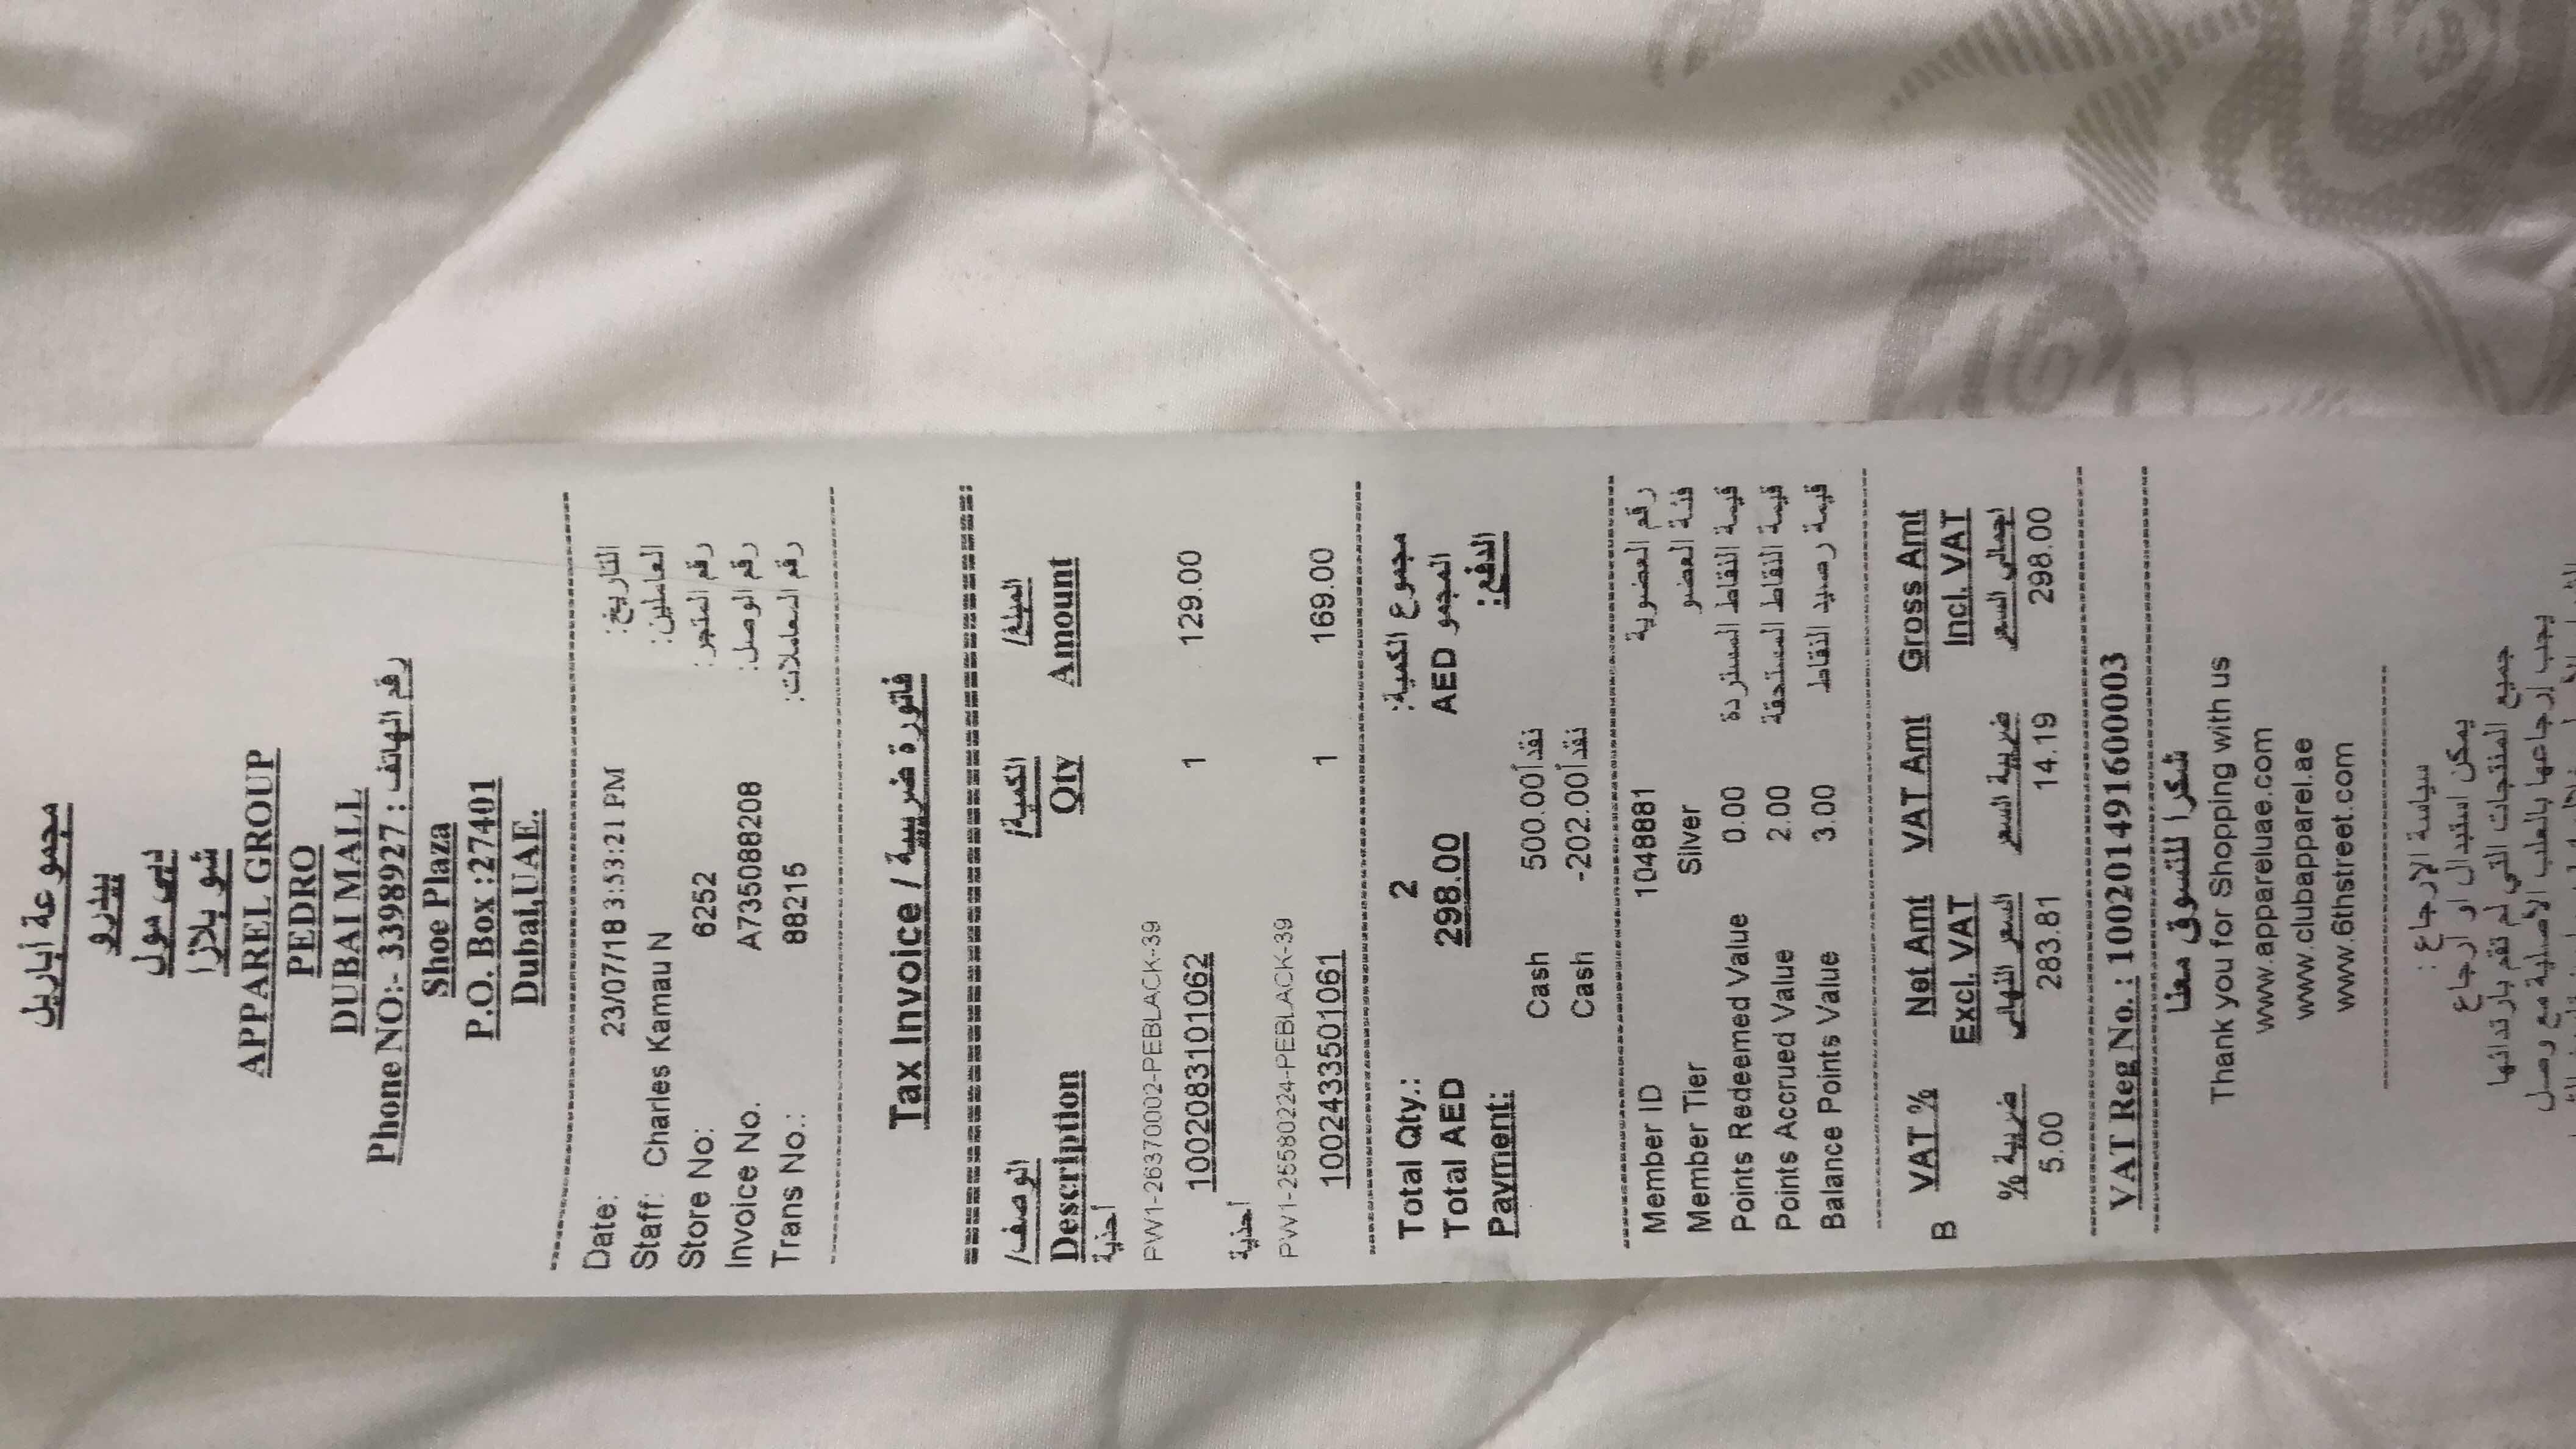 مجموعة أباريل
بيدرو
دبي مول
شو بلازا
APPAREL GROUP
PEDRO
DUBAI MALL
Phone NO:- 3398927 : رقم الهاتف
Shoe Plaza
P.O. Box :27401
Dubai,UAE.
Date: 23/07/18 3:53:21 PM التاريخ:
Staff: Charles Kamau N العاملين:
Store No: 6252 رقم المتجر:
Invoice No. A735088208 رقم الوصل:
Trans No.: 88215 رقم المعاملات:
Tax Invoice / فاتورة ضريبية
الوصف/ الكمية/ المبلغ/
Description Qty Amount
أحذية
PW1-26370002-PEBLACK-39
1002083101062 1 129.00
أحذية
PW1-25580224-PEBLACK-39
1002433501061 1 169.00
Total Qty.: 2 مجموع الكمية:
Total AED 298.00 AED المجمو
Payment: الدفع:
Cash 500.00 نقداً
Cash -202.00 نقداً
Member ID 1048881 رقم العضوية
Member Tier Silver فئة العضو
Points Redeemed Value 0.00 قيمة النقاط المستردة
Points Accrued Value 2.00 قيمة النقاط المستحقة
Balance Points Value 3.00 قيمة رصيد النقاط
B VAT % Net Amt VAT Amt Gross Amt
Excl. VAT Incl. VAT
ضريبة % السعر النهائي ضريبة السعر اجمالي السعر
5.00 283.81 14.19 298.00
VAT Reg No. : 100201491600003
شكرا للتسوق معنا
Thank you for Shopping with us
www.appareluae.com
www.clubapparel.ae
www.6thstreet.com
سياسة الإرجاع :
يمكن استبدال او ارجاع
جميع المنتجات التي لم تقم بارتدائها
يجب إرجاعها بالعلب الأصلية مع وصل